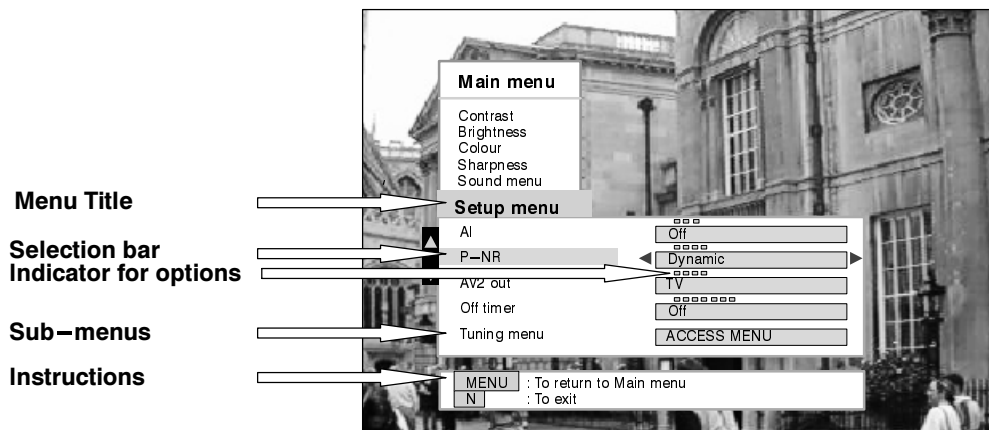 Main menu
Contrast
Brightness
Colour
Sharpness
Sound menu
Menu Title
Setup menu
AI
Off
Selection bar
P–NR
Dynamic
Indicator for options
AV2 out
TV
Off timer
Off
Sub–menus
Tuning menu
ACCESS MENU
Instructions
MENU : To return to Main menu
N : To exit